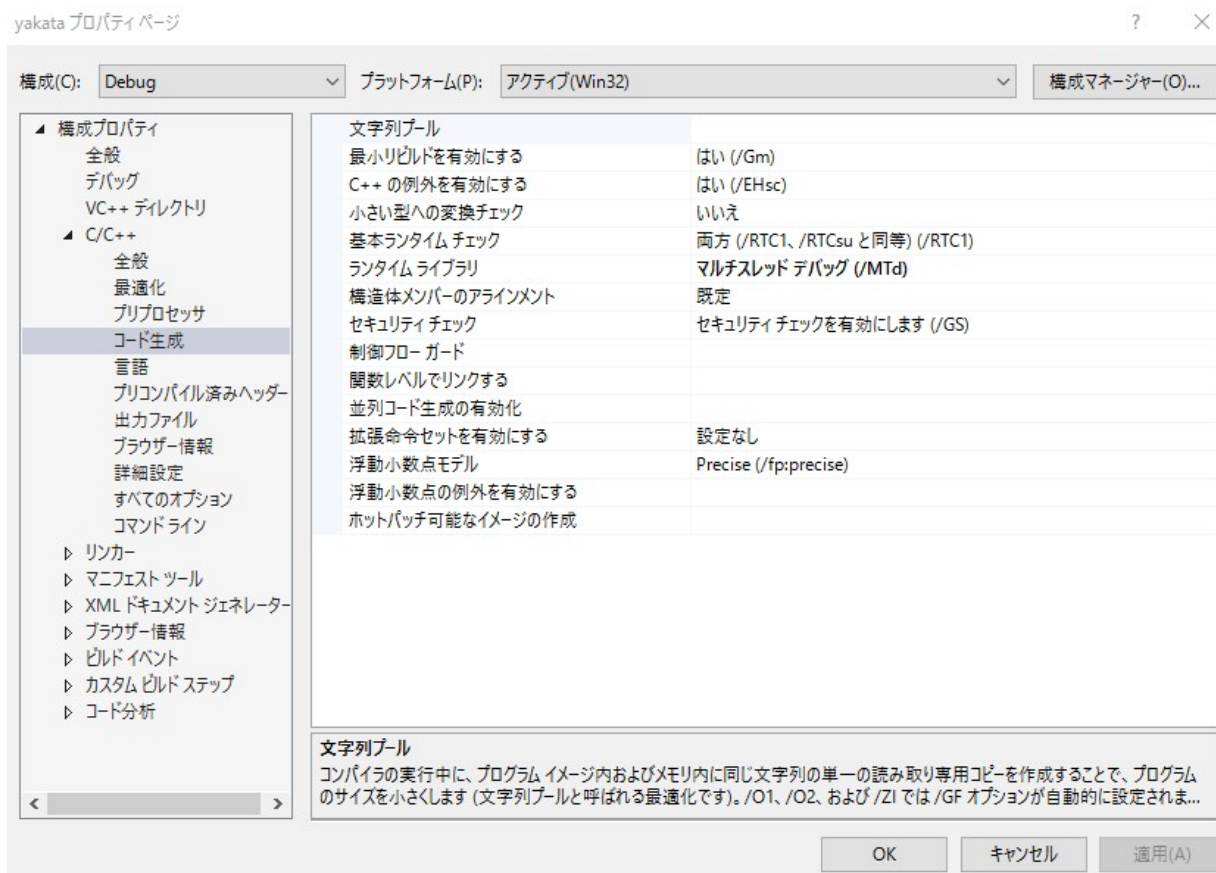 yakata プロパティ ページ
?
構成(C): Debug プラットフォーム(P): アクティブ(Win32) 構成マネージャー(O)...
構成プロパティ
全般
デバッグ
VC++ ディレクトリ
C/C++
全般
最適化
プリプロセッサ
コード生成
言語
プリコンパイル済みヘッダー
出力ファイル
ブラウザー情報
詳細設定
すべてのオプション
コマンド ライン
リンカー
マニフェスト ツール
XML ドキュメント ジェネレーター
ブラウザー情報
ビルド イベント
カスタム ビルド ステップ
コード分析
文字列プール
最小リビルドを有効にする はい (/Gm)
C++ の例外を有効にする はい (/EHsc)
小さい型への変換チェック いいえ
基本ランタイム チェック 両方 (/RTC1、/RTCsu と同等) (/RTC1)
ランタイム ライブラリ マルチスレッド デバッグ (/MTd)
構造体メンバーのアラインメント 既定
セキュリティ チェック セキュリティ チェックを有効にします (/GS)
制御フロー ガード
関数レベルでリンクする
並列コード生成の有効化
拡張命令セットを有効にする 設定なし
浮動小数点モデル Precise (/fp:precise)
浮動小数点の例外を有効にする
ホットパッチ可能なイメージの作成
文字列プール
コンパイラの実行中に、プログラム イメージ内およびメモリ内に同じ文字列の単一の読み取り専用コピーを作成することで、プログラム
のサイズを小さくします (文字列プールと呼ばれる最適化です)。/O1、/O2、および /ZI では /GF オプションが自動的に設定されま...
OK キャンセル 適用(A)